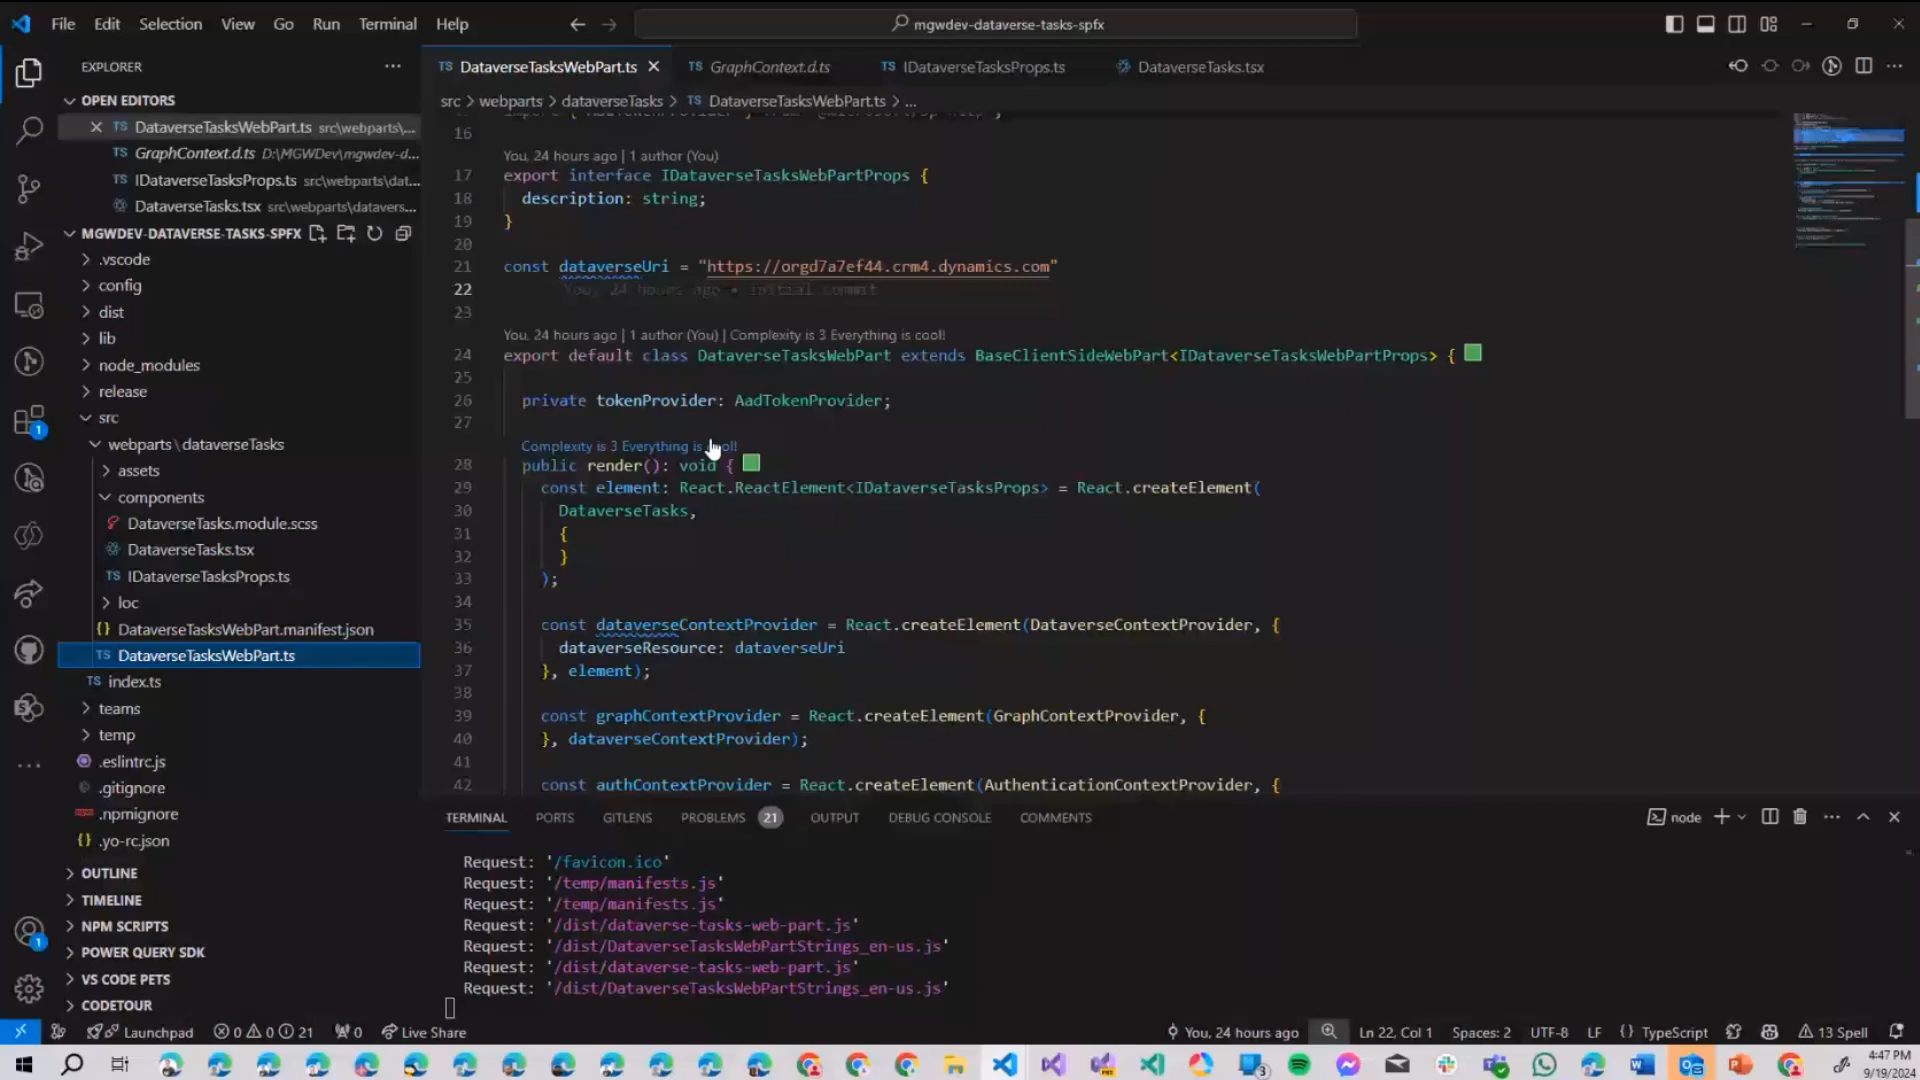 File Edit Selection View Go Run Terminal Help
mgwdev-dataverse-tasks-spfx
EXPLORER
OPEN EDITORS
DataverseTasksWebPart.ts src\webparts\...
GraphContext.d.ts D:\MGWDev\mgwdev-d...
IDataverseTasksProps.ts src\webparts\dat...
DataverseTasks.tsx src\webparts\datavers...
MGWDEV-DATAVERSE-TASKS-SPFX
.vscode
config
dist
lib
node_modules
release
src
webparts\dataverseTasks
assets
components
DataverseTasks.module.scss
DataverseTasks.tsx
IDataverseTasksProps.ts
loc
DataverseTasksWebPart.manifest.json
DataverseTasksWebPart.ts
index.ts
teams
temp
.eslintrc.js
.gitignore
.npmignore
.yo-rc.json
OUTLINE
TIMELINE
NPM SCRIPTS
POWER QUERY SDK
VS CODE PETS
CODETOUR
DataverseTasksWebPart.ts GraphContext.d.ts IDataverseTasksProps.ts DataverseTasks.tsx
src > webparts > dataverseTasks > TS DataverseTasksWebPart.ts > ...
16
You, 24 hours ago | 1 author (You)
17 export interface IDataverseTasksWebPartProps {
18 description: string;
19 }
20
21 const dataverseUri = "https://orgd7a7ef44.crm4.dynamics.com"
22 You, 24 hours ago • initial commit
23
You, 24 hours ago | 1 author (You) | Complexity is 3 Everything is cool!
24 export default class DataverseTasksWebPart extends BaseClientSideWebPart<IDataverseTasksWebPartProps> {
25
26 private tokenProvider: AadTokenProvider;
27
Complexity is 3 Everything is cool!
28 public render(): void {
29 const element: React.ReactElement<IDataverseTasksProps> = React.createElement(
30 DataverseTasks,
31 {
32 }
33 );
34
35 const dataverseContextProvider = React.createElement(DataverseContextProvider, {
36 dataverseResource: dataverseUri
37 }, element);
38
39 const graphContextProvider = React.createElement(GraphContextProvider, {
40 }, dataverseContextProvider);
41
42 const authContextProvider = React.createElement(AuthenticationContextProvider, {
TERMINAL PORTS GITLENS PROBLEMS 21 OUTPUT DEBUG CONSOLE COMMENTS
node
Request: '/favicon.ico'
Request: '/temp/manifests.js'
Request: '/temp/manifests.js'
Request: '/dist/dataverse-tasks-web-part.js'
Request: '/dist/DataverseTasksWebPartStrings_en-us.js'
Request: '/dist/dataverse-tasks-web-part.js'
Request: '/dist/DataverseTasksWebPartStrings_en-us.js'
Launchpad 0 0 21 0 Live Share You, 24 hours ago Ln 22, Col 1 Spaces: 2 UTF-8 LF {} TypeScript 13 Spell
4:47 PM
9/19/2024